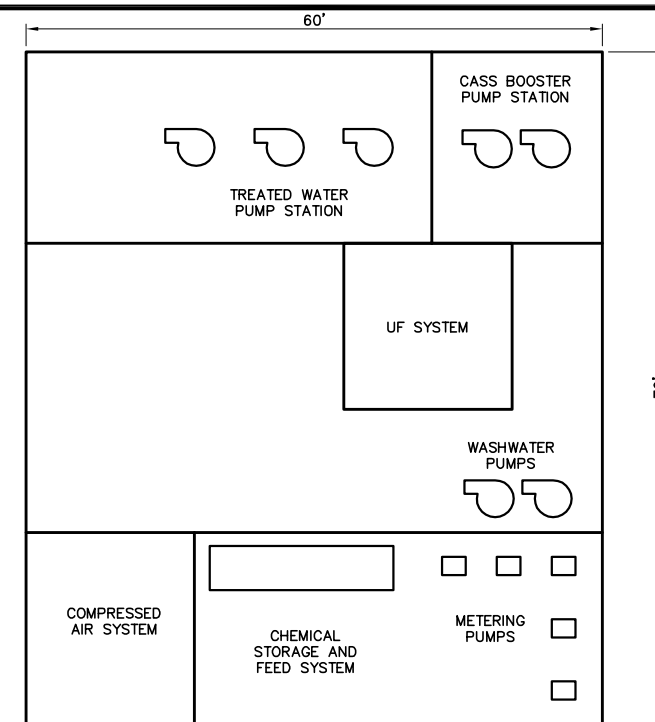 60'
CASS BOOSTER
PUMP STATION
TREATED WATER
PUMP STATION
UF SYSTEM
WASHWATER
PUMPS
COMPRESSED
AIR SYSTEM
CHEMICAL
STORAGE AND
FEED SYSTEM
METERING
PUMPS